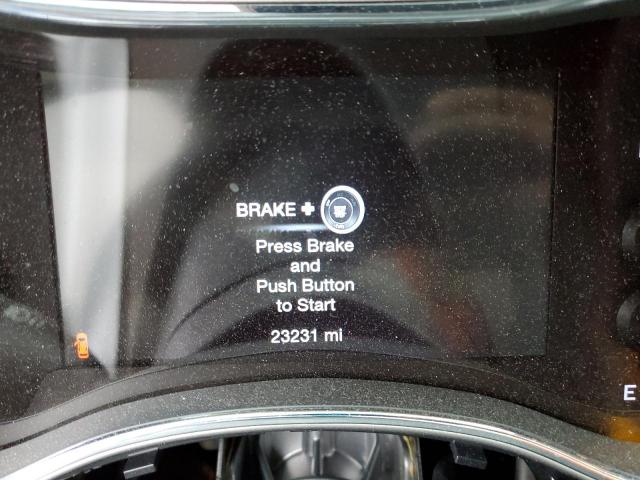 BRAKE +
Press Brake
and
Push Button
to Start
23231 mi
E